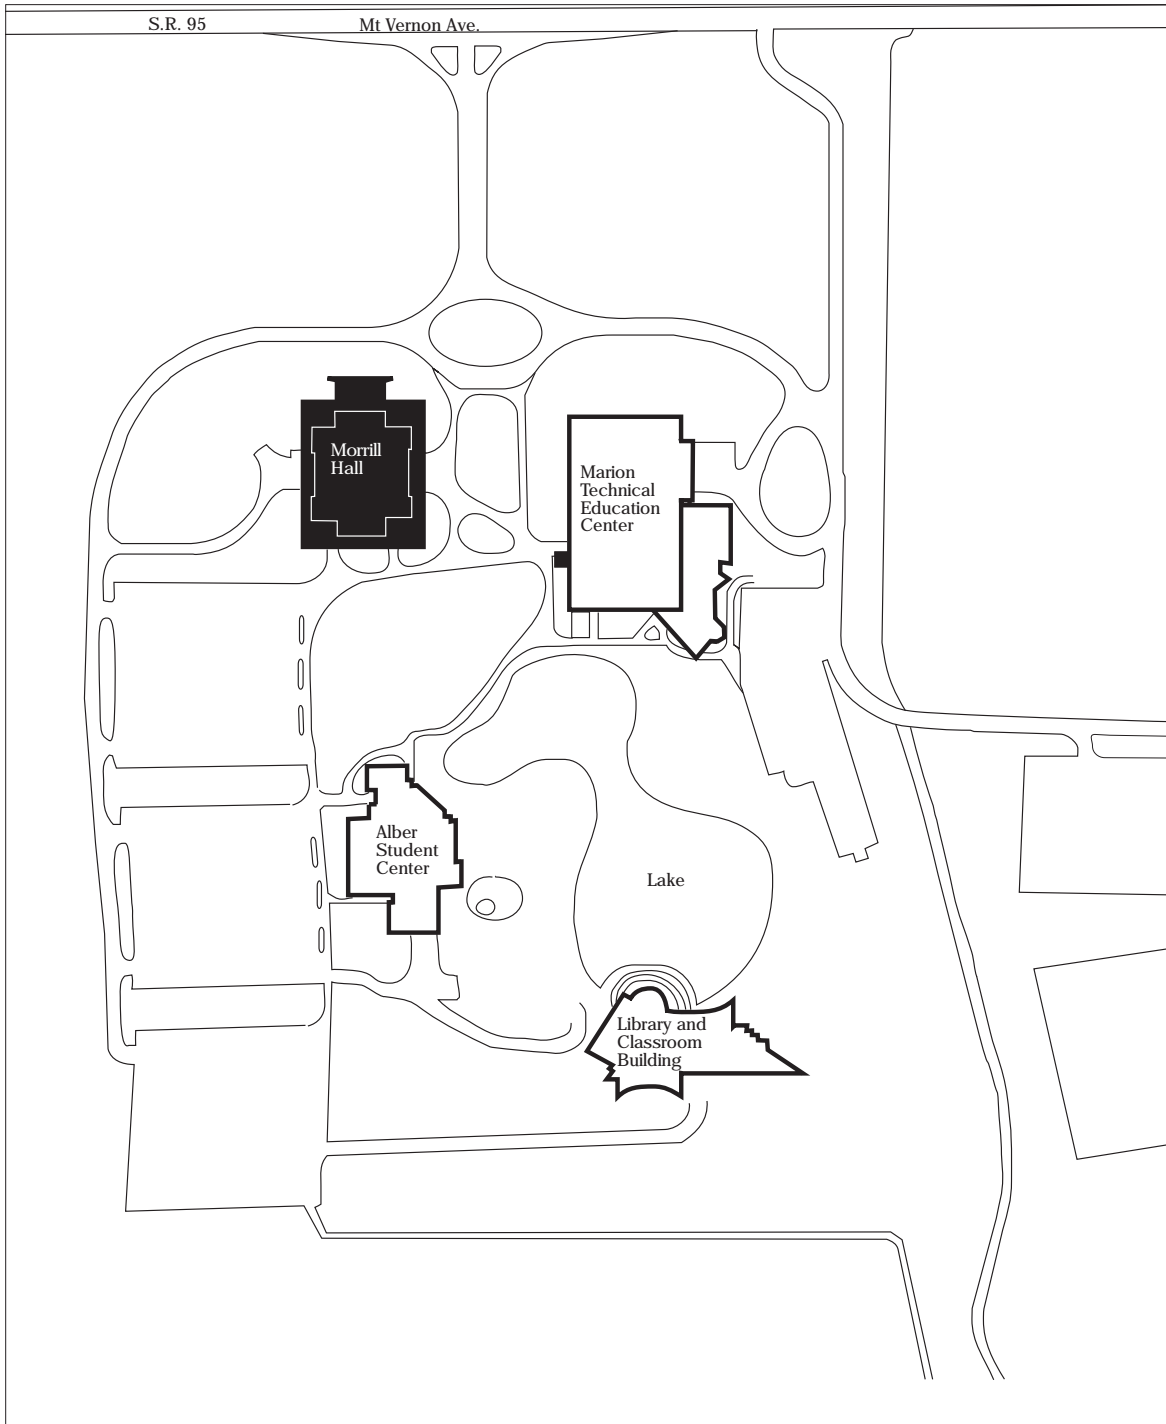 S.R. 95
Mt Vernon Ave.
Morrill
Hall
Marion
Technical
Education
Center
Alber
Student
Center
Lake
Library and
Classroom
Building